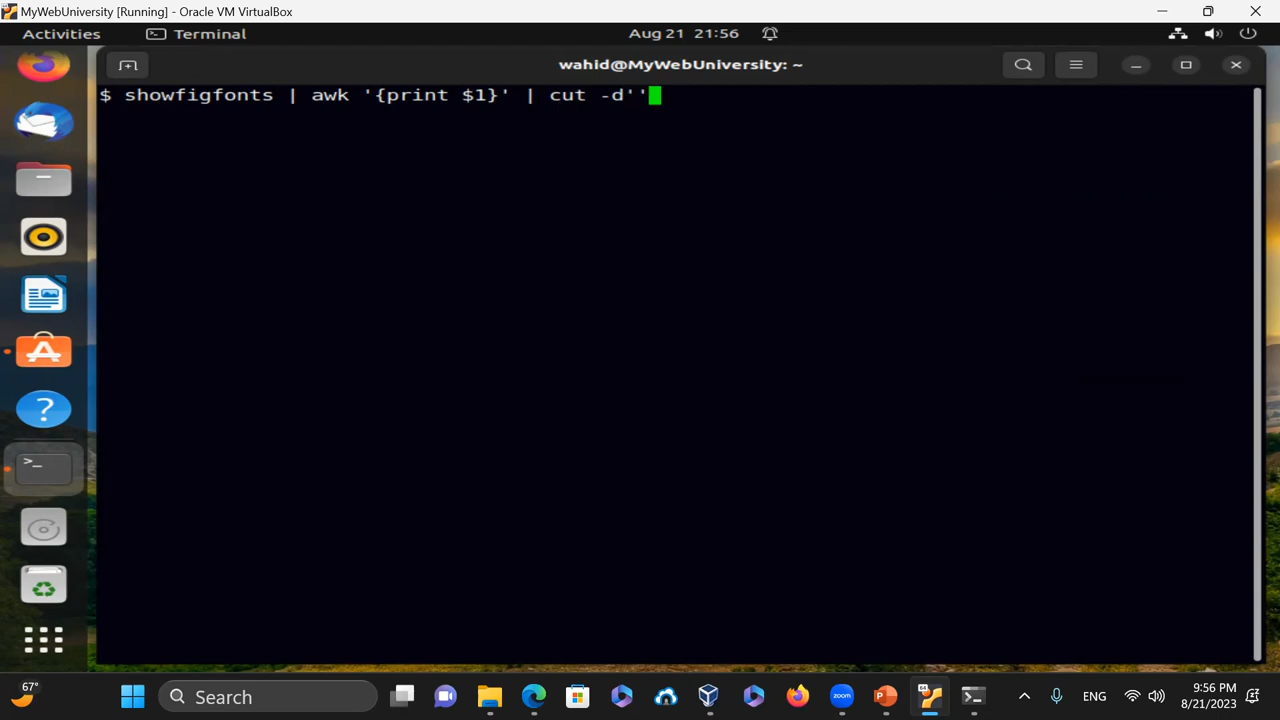 MyWebUniversity [Running] - Oracle VM VirtualBox
Activities
Terminal
Aug 21 21:56
wahid@MyWebUniversity: ~
$ showfigfonts | awk '{print $1}' | cut -d''
67°
Search
ENG
9:56 PM
8/21/2023